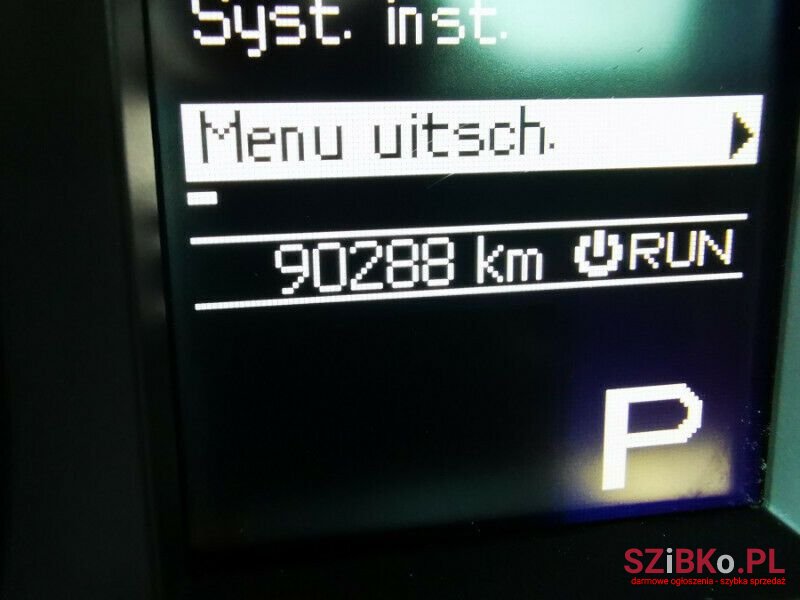 Syst. inst.
Menu uitsch.
90288 km RUN
P
SZiBKo.PL
darmowe ogłoszenia - szybka sprzedaż